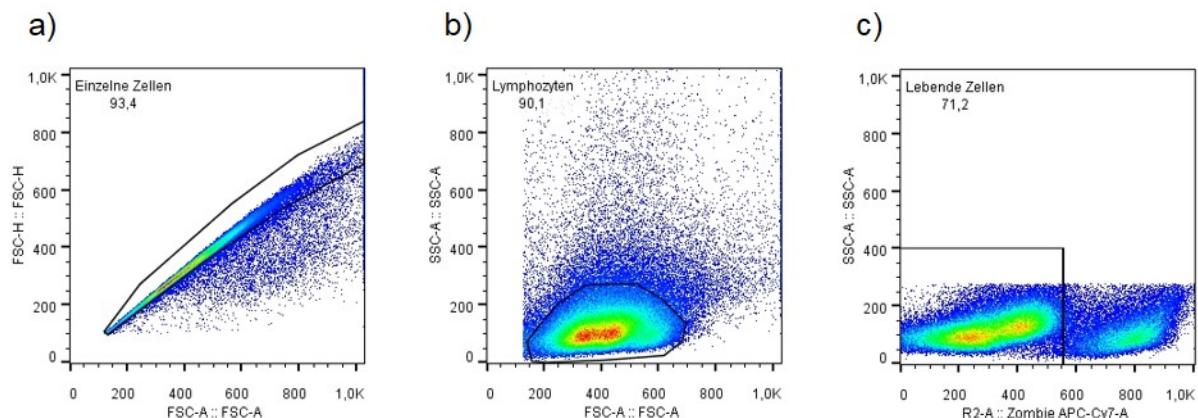 a)
Einzelne Zellen
93,4
1,0K
800
600
400
200
0
FSC-H :: FSC-H
0 200 400 600 800 1,0K
FSC-A :: FSC-A
b)
Lymphozyten
90,1
1,0K
800
600
400
200
0
SSC-A :: SSC-A
0 200 400 600 800 1,0K
FSC-A :: FSC-A
c)
Lebende Zellen
71,2
1,0K
800
600
400
200
0
SSC-A :: SSC-A
0 200 400 600 800 1,0K
R2-A :: Zombie APC-Cy7-A